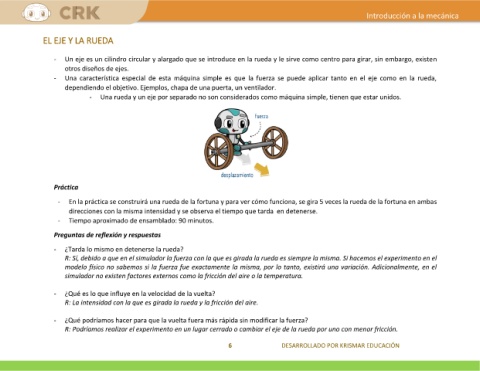 CRK
Introducción a la mecánica
EL EJE Y LA RUEDA
- Un eje es un cilindro circular y alargado que se introduce en la rueda y le sirve como centro para girar, sin embargo, existen
otros diseños de ejes.
- Una característica especial de esta máquina simple es que la fuerza se puede aplicar tanto en el eje como en la rueda,
dependiendo el objetivo. Ejemplos, chapa de una puerta, un ventilador.
- Una rueda y un eje por separado no son considerados como máquina simple, tienen que estar unidos.
fuerza
desplazamiento
Práctica
- En la práctica se construirá una rueda de la fortuna y para ver cómo funciona, se gira 5 veces la rueda de la fortuna en ambas
direcciones con la misma intensidad y se observa el tiempo que tarda en detenerse.
- Tiempo aproximado de ensamblado: 90 minutos.
Preguntas de reflexión y respuestas
- ¿Tarda lo mismo en detenerse la rueda?
R: Sí, debido a que en el simulador la fuerza con la que es girada la rueda es siempre la misma. Si hacemos el experimento en el
modelo físico no sabemos si la fuerza fue exactamente la misma, por lo tanto, existirá una variación. Adicionalmente, en el
simulador no existen factores externos como la fricción del aire o la temperatura.
- ¿Qué es lo que influye en la velocidad de la vuelta?
R: La intensidad con la que es girada la rueda y la fricción del aire.
- ¿Qué podríamos hacer para que la vuelta fuera más rápida sin modificar la fuerza?
R: Podríamos realizar el experimento en un lugar cerrado o cambiar el eje de la rueda por uno con menor fricción.
6 DESARROLLADO POR KRISMAR EDUCACIÓN